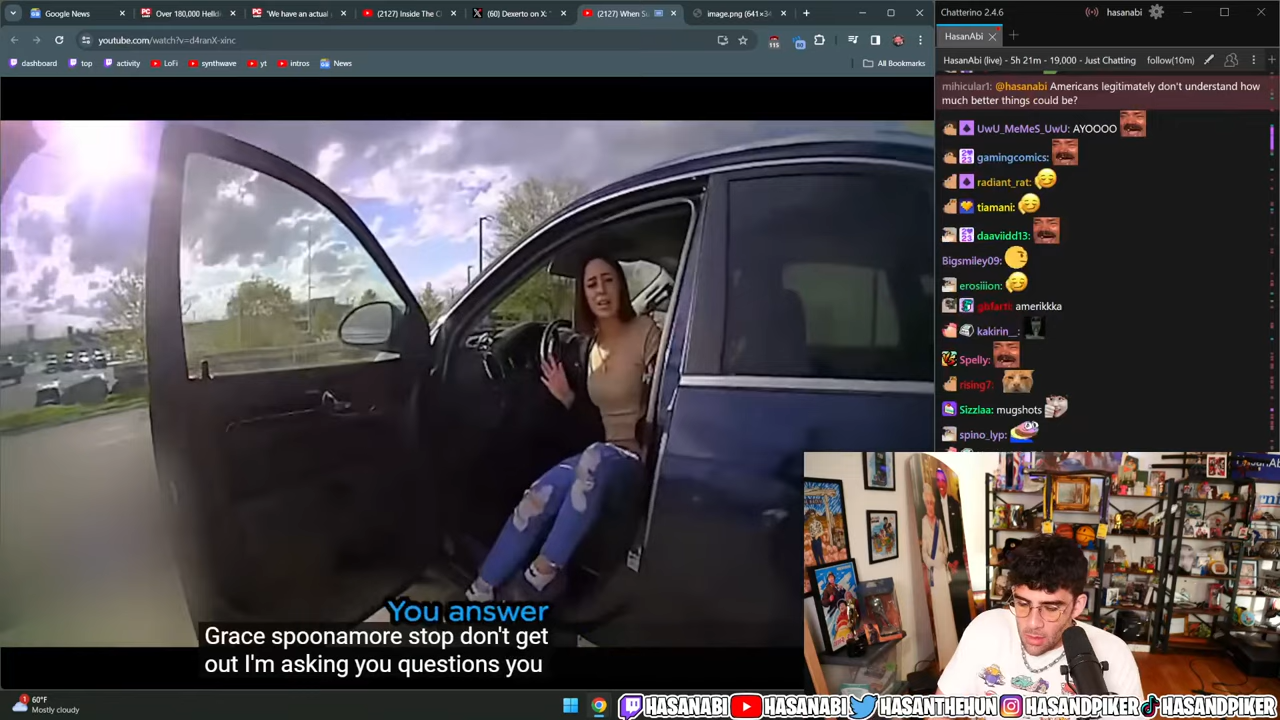 Google News
Over 180,000 Helldi
"We have an actual
(2127) Inside The C
(60) Dexerto on X:
(2127) When S
image.png (641×34
Chatterino 2.4.6
hasanabi
youtube.com/watch?v=d4ranX-xinc
115
HasanAbi
dashboard
top
activity
LoFi
synthwave
yt
intros
News
All Bookmarks
HasanAbi (live) - 5h 21m - 19,000 - Just Chatting
follow(10m)
mihicular1: @hasanabi Americans legitimately don't understand how
much better things could be?
UwU_MeMeS_UwU: AYOOOO
gamingcomics:
radiant_rat:
tiamani:
daaviidd13:
Bigsmiley09:
erosiiion:
amerikkka
kakirin__:
Spelly:
rising7:
Sizzlaa: mugshots
spino_lyp:
You answer
Grace spoonamore stop don't get
out I'm asking you questions you
60°F
Mostly cloudy
HASANABI
HASANABI
HASANTHEHUN
HASANDPIKER
HASANDPIKER